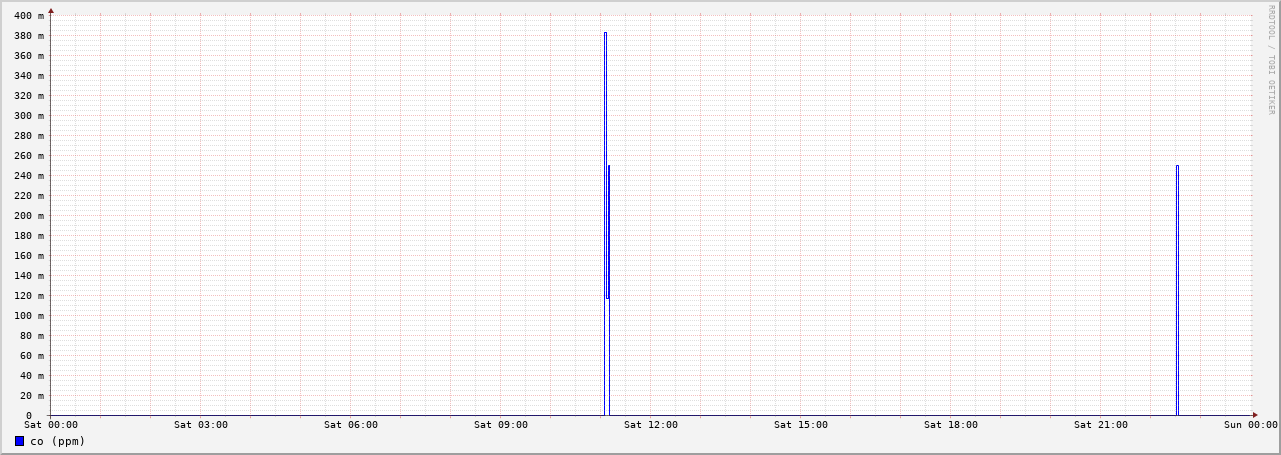 400 m
380 m
360 m
340 m
320 m
300 m
280 m
260 m
240 m
220 m
200 m
180 m
160 m
140 m
120 m
100 m
80 m
60 m
40 m
20 m
0
Sat 00:00 Sat 03:00 Sat 06:00 Sat 09:00 Sat 12:00 Sat 15:00 Sat 18:00 Sat 21:00 Sun 00:00
co (ppm)
RRDTOOL / TOBI OETIKER